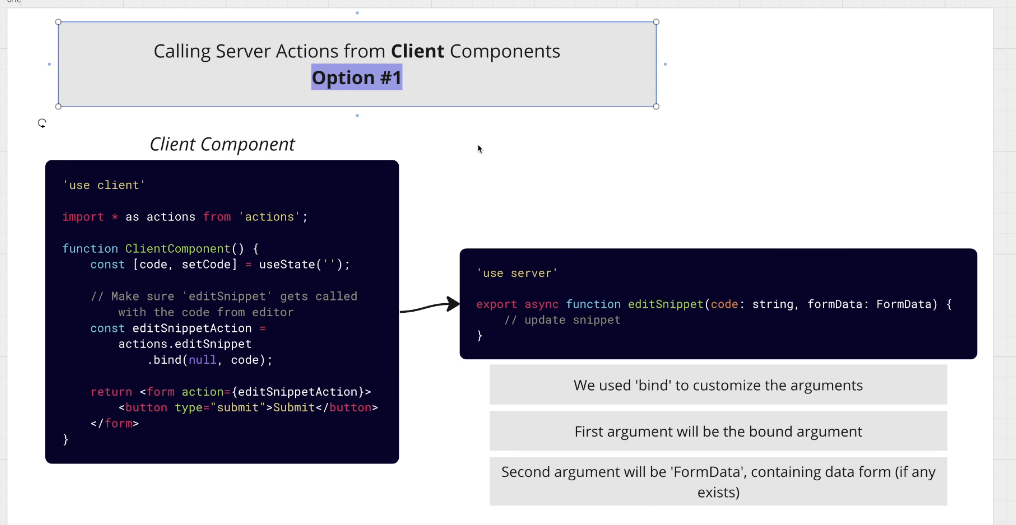 Calling Server Actions from Client Components
Option #1
Client Component
'use client'
import * as actions from 'actions';
function ClientComponent() {
const [code, setCode] = useState('');
// Make sure 'editSnippet' gets called
with the code from editor
const editSnippetAction =
actions.editSnippet
.bind(null, code);
return <form action={editSnippetAction}>
<button type="submit">Submit</button>
</form>
}
'use server'
export async function editSnippet(code: string, formData: FormData) {
// update snippet
}
We used 'bind' to customize the arguments
First argument will be the bound argument
Second argument will be 'FormData', containing data form (if any
exists)